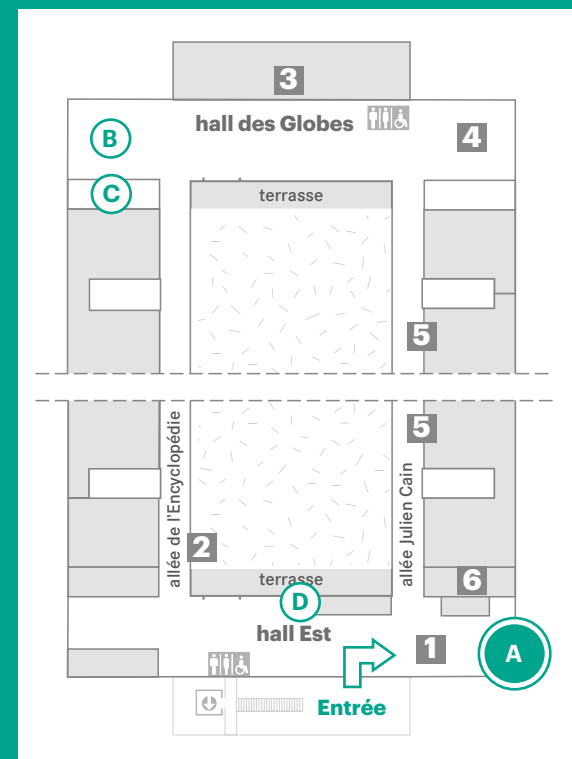 3
hall des Globes
B
4
C
terrasse
5
5
allée de l'Encyclopédie
allée Julien Cain
2
terrasse
6
D
hall Est
1
A
Entrée